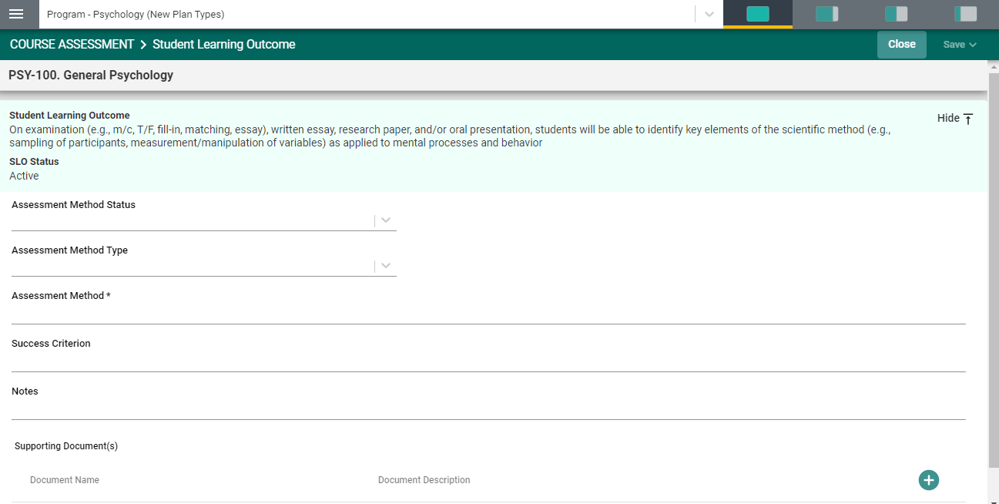 Program - Psychology (New Plan Types)
COURSE ASSESSMENT > Student Learning Outcome
Close
Save
PSY-100. General Psychology
Student Learning Outcome
Hide
On examination (e.g., m/c, T/F, fill-in, matching, essay), written essay, research paper, and/or oral presentation, students will be able to identify key elements of the scientific method (e.g.,
sampling of participants, measurement/manipulation of variables) as applied to mental processes and behavior
SLO Status
Active
Assessment Method Status
Assessment Method Type
Assessment Method *
Success Criterion
Notes
Supporting Document(s)
Document Name
Document Description